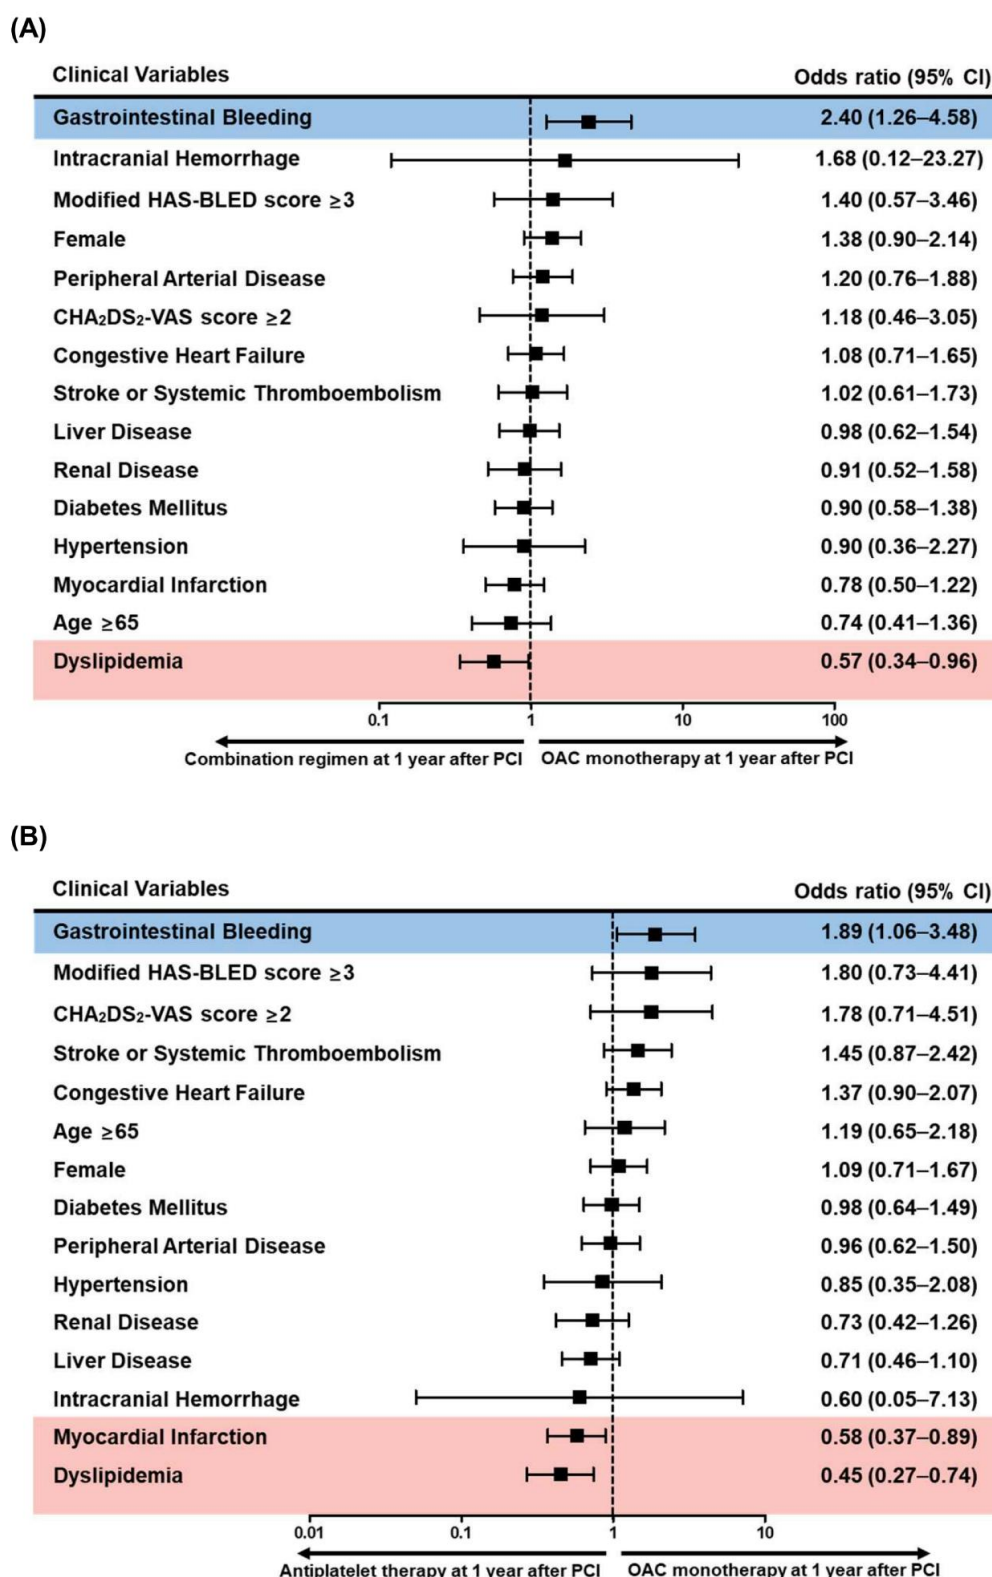 (A)
Clinical Variables Odds ratio (95% CI)
Gastrointestinal Bleeding 2.40 (1.26–4.58)
Intracranial Hemorrhage 1.68 (0.12–23.27)
Modified HAS-BLED score ≥3 1.40 (0.57–3.46)
Female 1.38 (0.90–2.14)
Peripheral Arterial Disease 1.20 (0.76–1.88)
CHA₂DS₂-VAS score ≥2 1.18 (0.46–3.05)
Congestive Heart Failure 1.08 (0.71–1.65)
Stroke or Systemic Thromboembolism 1.02 (0.61–1.73)
Liver Disease 0.98 (0.62–1.54)
Renal Disease 0.91 (0.52–1.58)
Diabetes Mellitus 0.90 (0.58–1.38)
Hypertension 0.90 (0.36–2.27)
Myocardial Infarction 0.78 (0.50–1.22)
Age ≥65 0.74 (0.41–1.36)
Dyslipidemia 0.57 (0.34–0.96)
0.1 1 10 100
Combination regimen at 1 year after PCI OAC monotherapy at 1 year after PCI
(B)
Clinical Variables Odds ratio (95% CI)
Gastrointestinal Bleeding 1.89 (1.06–3.48)
Modified HAS-BLED score ≥3 1.80 (0.73–4.41)
CHA₂DS₂-VAS score ≥2 1.78 (0.71–4.51)
Stroke or Systemic Thromboembolism 1.45 (0.87–2.42)
Congestive Heart Failure 1.37 (0.90–2.07)
Age ≥65 1.19 (0.65–2.18)
Female 1.09 (0.71–1.67)
Diabetes Mellitus 0.98 (0.64–1.49)
Peripheral Arterial Disease 0.96 (0.62–1.50)
Hypertension 0.85 (0.35–2.08)
Renal Disease 0.73 (0.42–1.26)
Liver Disease 0.71 (0.46–1.10)
Intracranial Hemorrhage 0.60 (0.05–7.13)
Myocardial Infarction 0.58 (0.37–0.89)
Dyslipidemia 0.45 (0.27–0.74)
0.01 0.1 1 10
Antiplatelet therapy at 1 year after PCI OAC monotherapy at 1 year after PCI